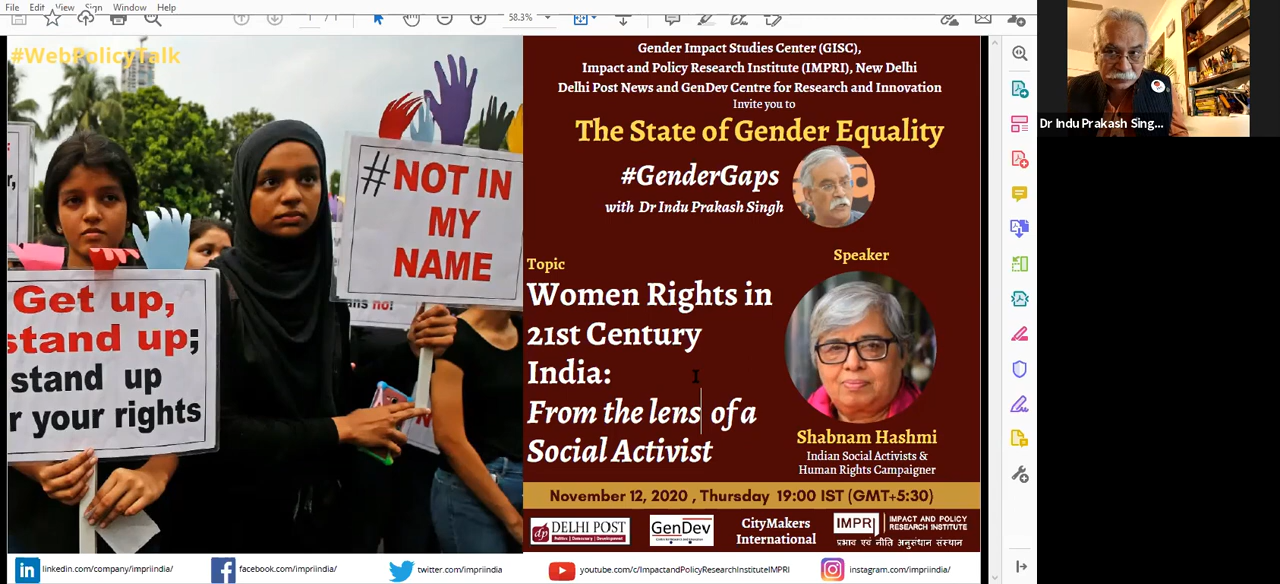 File Edit View Sign Window Help
1 / 1
58.3%
#WebPolicyTalk
#NOT IN
MY
NAME
no!
Get up,
stand up;
stand up
r your rights
Gender Impact Studies Center (GISC),
Impact and Policy Research Institute (IMPRI), New Delhi
Delhi Post News and GenDev Centre for Research and Innovation
Invite you to
The State of Gender Equality
#GenderGaps
with Dr Indu Prakash Singh
Topic
Women Rights in
21st Century
India:
From the lens of a
Social Activist
Speaker
Shabnam Hashmi
Indian Social Activists &
Human Rights Campaigner
November 12, 2020 , Thursday 19:00 IST (GMT+5:30)
dp DELHI POST
GenDev
CityMakers
International
IMPRI IMPACT AND POLICY
RESEARCH INSTITUTE
प्रभाव एवं नीति अनुसंधान संस्थान
linkedin.com/company/impriindia/
facebook.com/impriindia/
twitter.com/impriindia
youtube.com/c/ImpactandPolicyResearchInstituteIMPRI
instagram.com/impriindia/
Dr Indu Prakash Sing...